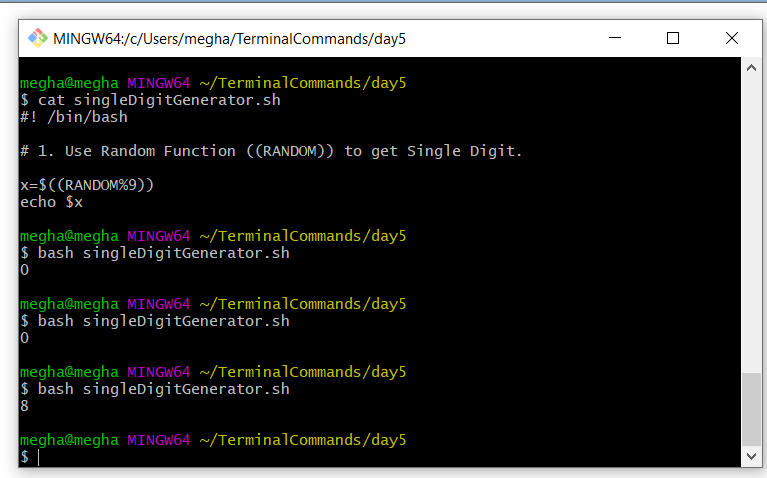 MINGW64:/c/Users/megha/TerminalCommands/day5
megha@megha MINGW64 ~/TerminalCommands/day5
$ cat singleDigitGenerator.sh
#! /bin/bash
# 1. Use Random Function ((RANDOM)) to get Single Digit.
x=$((RANDOM%9))
echo $x
megha@megha MINGW64 ~/TerminalCommands/day5
$ bash singleDigitGenerator.sh
0
megha@megha MINGW64 ~/TerminalCommands/day5
$ bash singleDigitGenerator.sh
0
megha@megha MINGW64 ~/TerminalCommands/day5
$ bash singleDigitGenerator.sh
8
megha@megha MINGW64 ~/TerminalCommands/day5
$